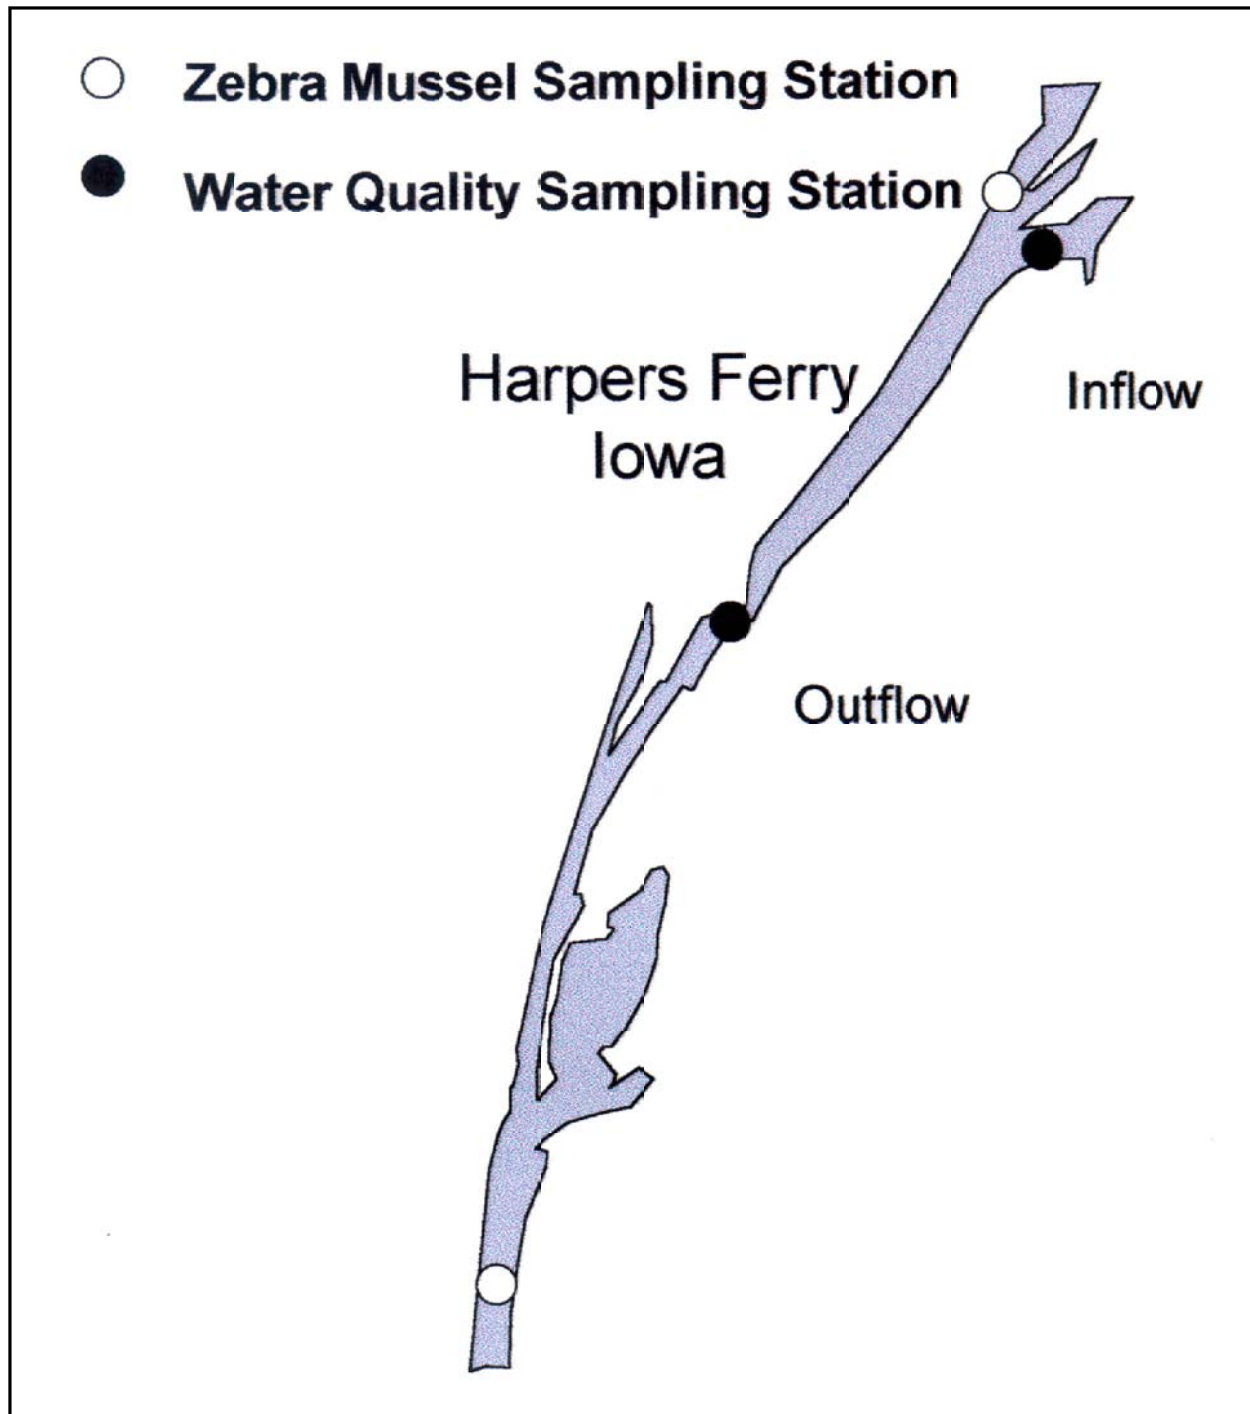 Zebra Mussel Sampling Station
Water Quality Sampling Station
Harpers Ferry
Iowa
Inflow
Outflow